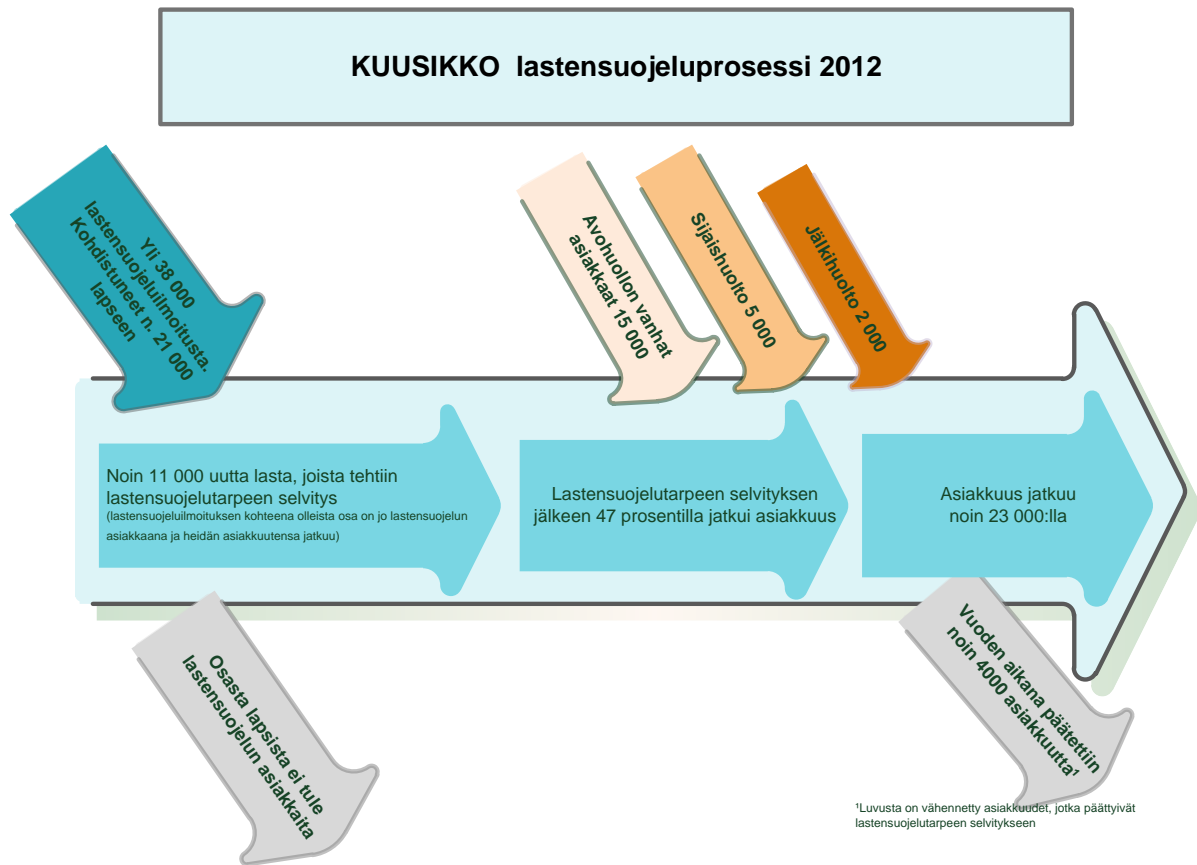 KUUSIKKO lastensuojeluprosessi 2012
Yli 38 000
lastensuojeluilmoitusta.
Kohdistuneet n. 21 000
lapseen
Avohuollon vanhat
asiakkaat 15 000
Sijaishuolto 5 000
Jälkihuolto 2 000
Noin 11 000 uutta lasta, joista tehtiin
lastensuojelutarpeen selvitys
(lastensuojeluilmoituksen kohteena olleista osa on jo lastensuojelun
asiakkaana ja heidän asiakkuutensa jatkuu)
Lastensuojelutarpeen selvityksen
jälkeen 47 prosentilla jatkui asiakkuus
Asiakkuus jatkuu
noin 23 000:lla
Osasta lapsista ei tule
lastensuojelun asiakkaita
Vuoden aikana päätettiin
noin 4000 asiakkuutta¹
¹Luvusta on vähennetty asiakkuudet, jotka päättyivät
lastensuojelutarpeen selvitykseen